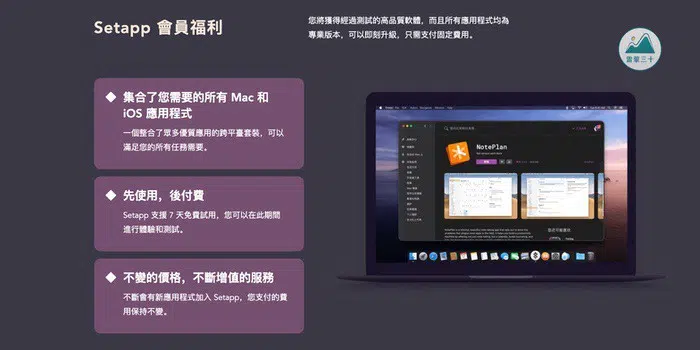 Setapp 會員福利
您將獲得經過測試的高品質軟體，而且所有應用程式均為
專業版本，可以即刻升級，只需支付固定費用。
雲層三十
集合了您需要的所有 Mac 和
iOS 應用程式
一個整合了眾多優質應用的跨平臺套裝，可以
滿足您的所有任務需要。
先使用，後付費
Setapp 支援 7 天免費試用，您可以在此期間
進行體驗和測試。
不變的價格，不斷增值的服務
不斷會有新應用程式加入 Setapp，您支付的費
用保持不變。
NotePlan